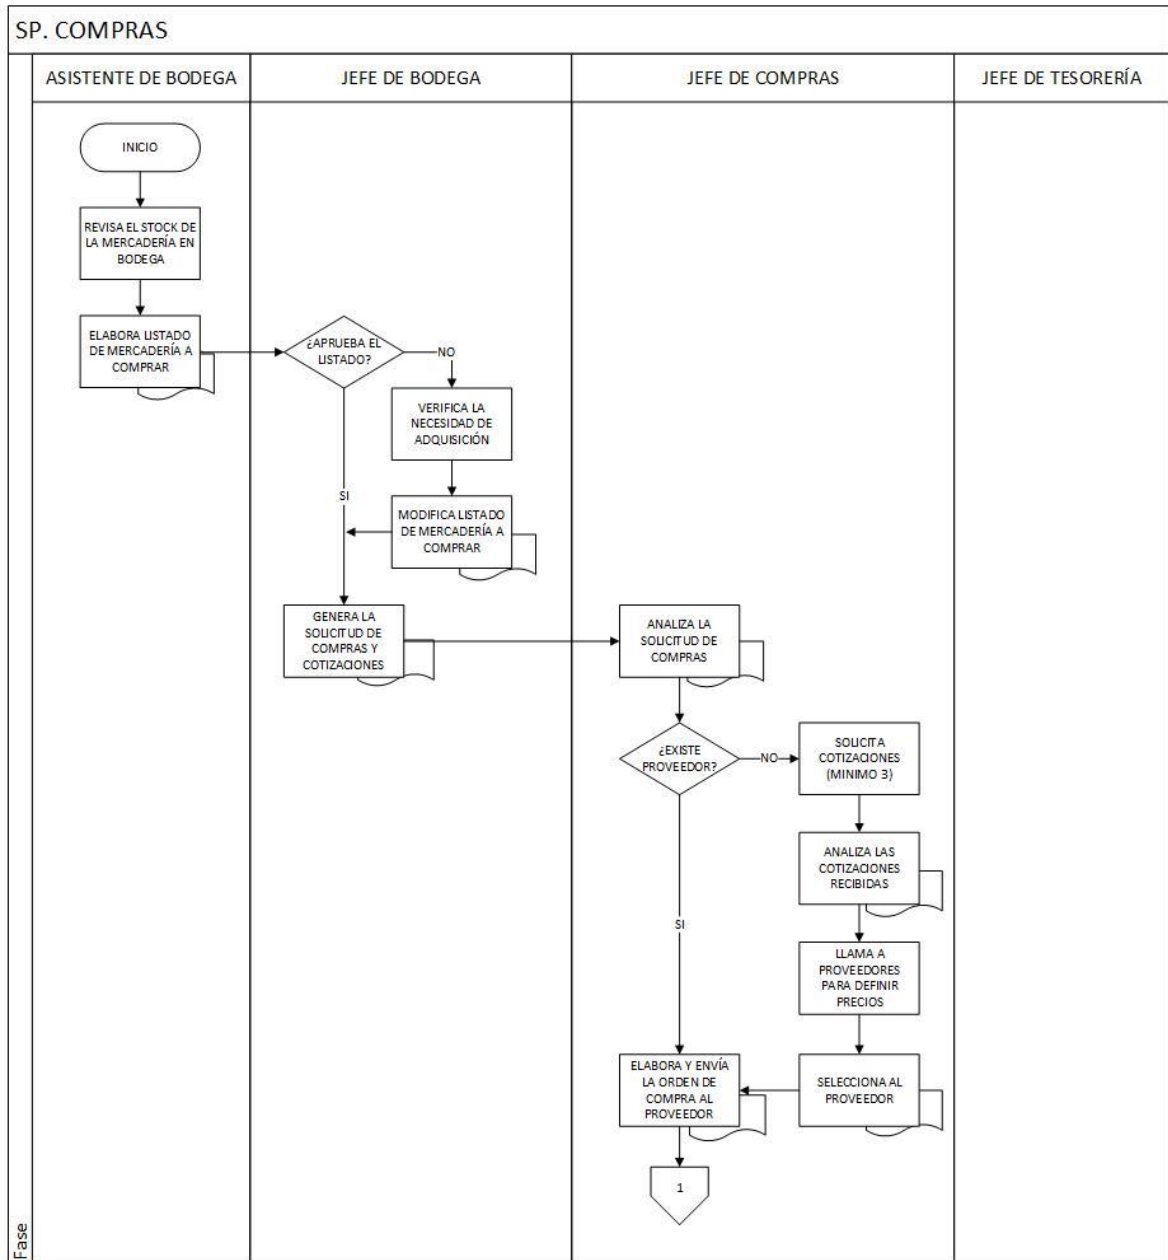 SP. COMPRAS
ASISTENTE DE BODEGA
JEFE DE BODEGA
JEFE DE COMPRAS
JEFE DE TESORERÍA
INICIO
REVISA EL STOCK DE
LA MERCADERÍA EN
BODEGA
ELABORA LISTADO
DE MERCADERÍA A
COMPRAR
¿APRUEBA EL
LISTADO?
NO
VERIFICA LA
NECESIDAD DE
ADQUISICIÓN
SI
MODIFICA LISTADO
DE MERCADERÍA A
COMPRAR
GENERA LA
SOLICITUD DE
COMPRAS Y
COTIZACIONES
ANALIZA LA
SOLICITUD DE
COMPRAS
¿EXISTE
PROVEEDOR?
NO
SOLICITA
COTIZACIONES
(MINIMO 3)
ANALIZA LAS
COTIZACIONES
RECIBIDAS
SI
LLAMA A
PROVEEDORES
PARA DEFINIR
PRECIOS
ELABORA Y ENVÍA
LA ORDEN DE
COMPRA AL
PROVEEDOR
SELECCIONA AL
PROVEEDOR
1
Fase